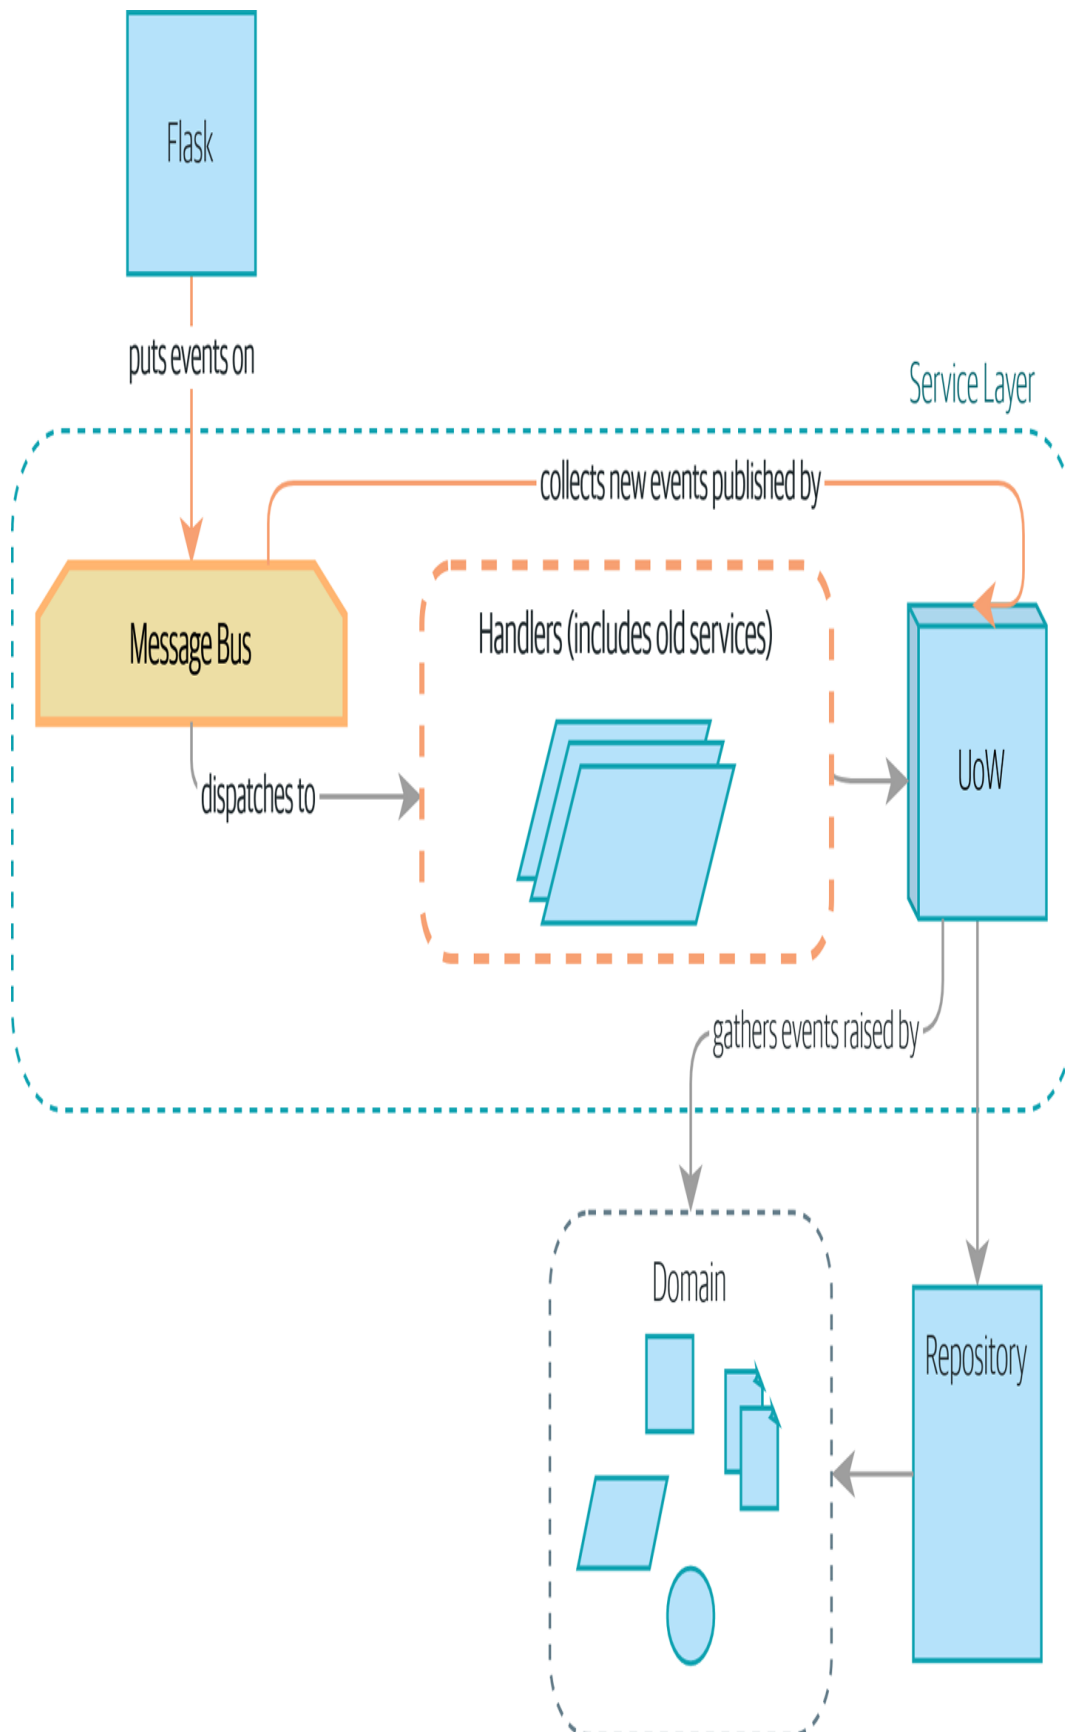 Flask
puts events on
Service Layer
collects new events published by
Message Bus
Handlers (includes old services)
UoW
dispatches to
gathers events raised by
Domain
Repository